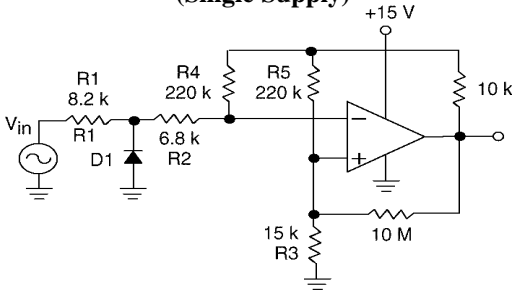 (Single Supply)
+15 V
R1
8.2 k
R4
220 k
R5
220 k
10 k
Vin
R1
6.8 k
R2
D1
−
+
15 k
R3
10 M